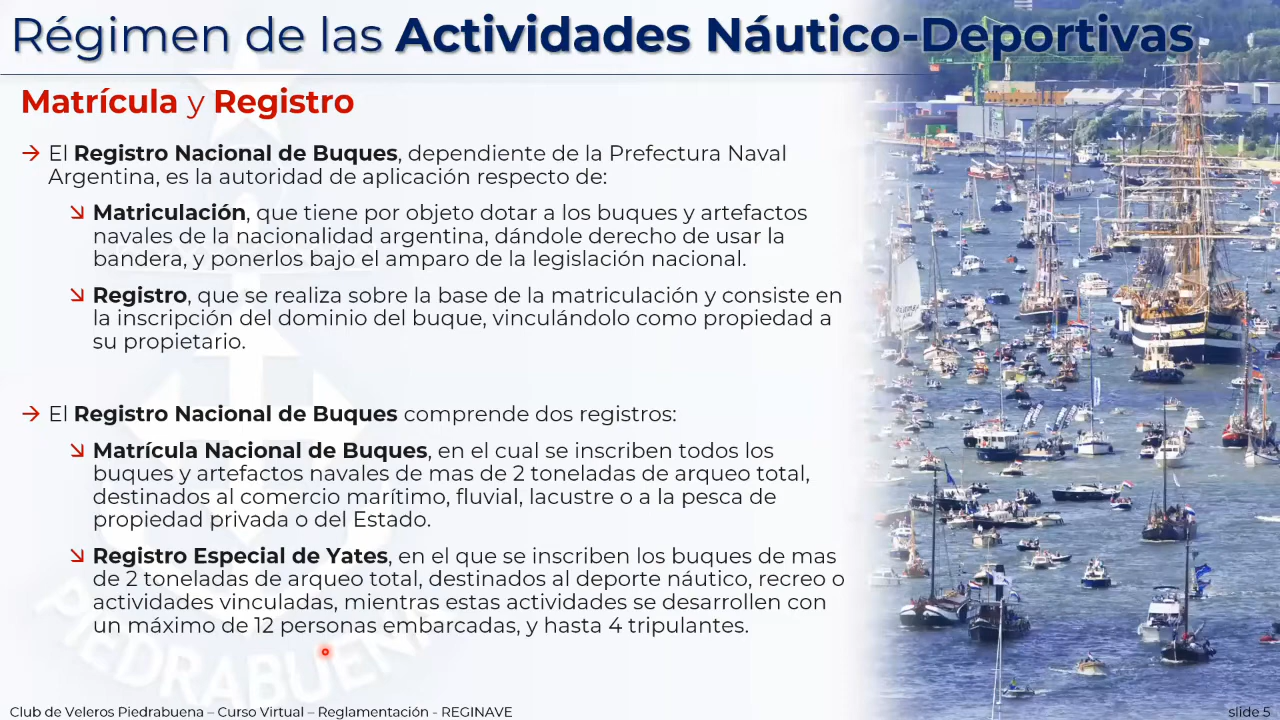 Régimen de las Actividades Náutico-Deportivas
Matrícula y Registro
→ El Registro Nacional de Buques, dependiente de la Prefectura Naval
Argentina, es la autoridad de aplicación respecto de:
↘ Matriculación, que tiene por objeto dotar a los buques y artefactos
navales de la nacionalidad argentina, dándole derecho de usar la
bandera, y ponerlos bajo el amparo de la legislación nacional.
↘ Registro, que se realiza sobre la base de la matriculación y consiste en
la inscripción del dominio del buque, vinculándolo como propiedad a
su propietario.
→ El Registro Nacional de Buques comprende dos registros:
↘ Matrícula Nacional de Buques, en el cual se inscriben todos los
buques y artefactos navales de mas de 2 toneladas de arqueo total,
destinados al comercio marítimo, fluvial, lacustre o a la pesca de
propiedad privada o del Estado.
↘ Registro Especial de Yates, en el que se inscriben los buques de mas
de 2 toneladas de arqueo total, destinados al deporte náutico, recreo o
actividades vinculadas, mientras estas actividades se desarrollen con
un máximo de 12 personas embarcadas, y hasta 4 tripulantes.
PIEDRABUENA
Club de Veleros Piedrabuena – Curso Virtual – Reglamentación - REGINAVE
slide 5